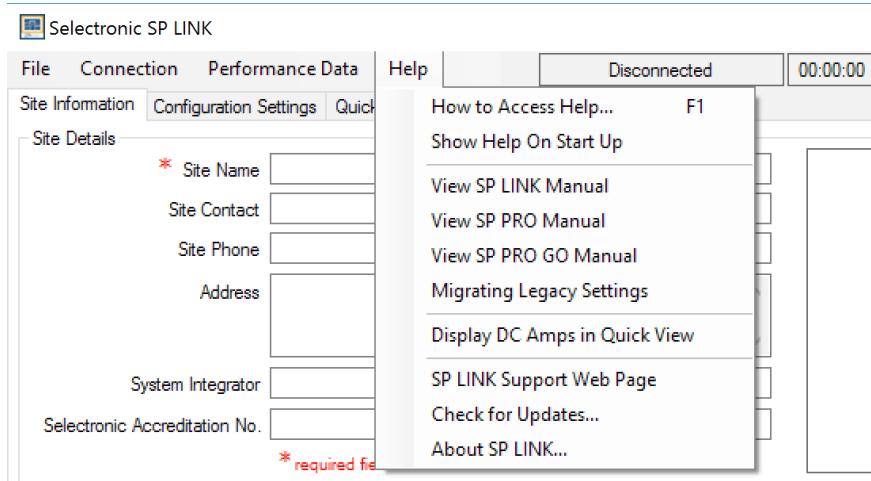 Selectronic SP LINK
File Connection Performance Data Help Disconnected 00:00:00
Site Information Configuration Settings
How to Access Help... F1
Site Details
Show Help On Start Up
* Site Name
View SP LINK Manual
Site Contact
View SP PRO Manual
Site Phone
View SP PRO GO Manual
Address
Migrating Legacy Settings
Display DC Amps in Quick View
System Integrator
SP LINK Support Web Page
Selectronic Accreditation No.
Check for Updates...
* required
About SP LINK...